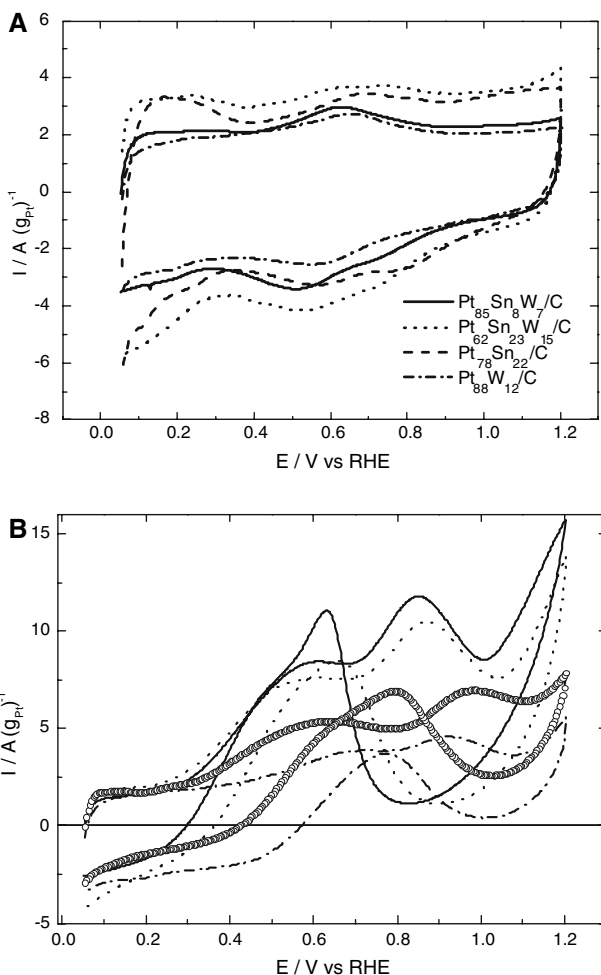 A
6
4
2
0
-2
-4
-6
-8
I / A (g_Pt)^-1
0.0 0.2 0.4 0.6 0.8 1.0 1.2
E / V vs RHE
Pt85Sn8W7/C
Pt62Sn23W15/C
Pt78Sn22/C
Pt88W12/C
B
15
10
5
0
-5
I / A(g_Pt)^-1
0.0 0.2 0.4 0.6 0.8 1.0 1.2
E / V vs RHE